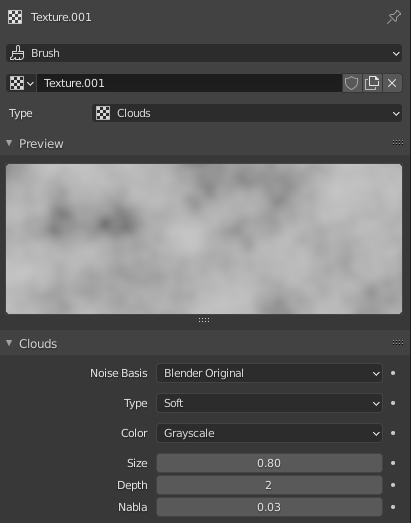 Texture.001
Brush
Texture.001
Type Clouds
Preview
Clouds
Noise Basis Blender Original
Type Soft
Color Grayscale
Size 0.80
Depth 2
Nabla 0.03